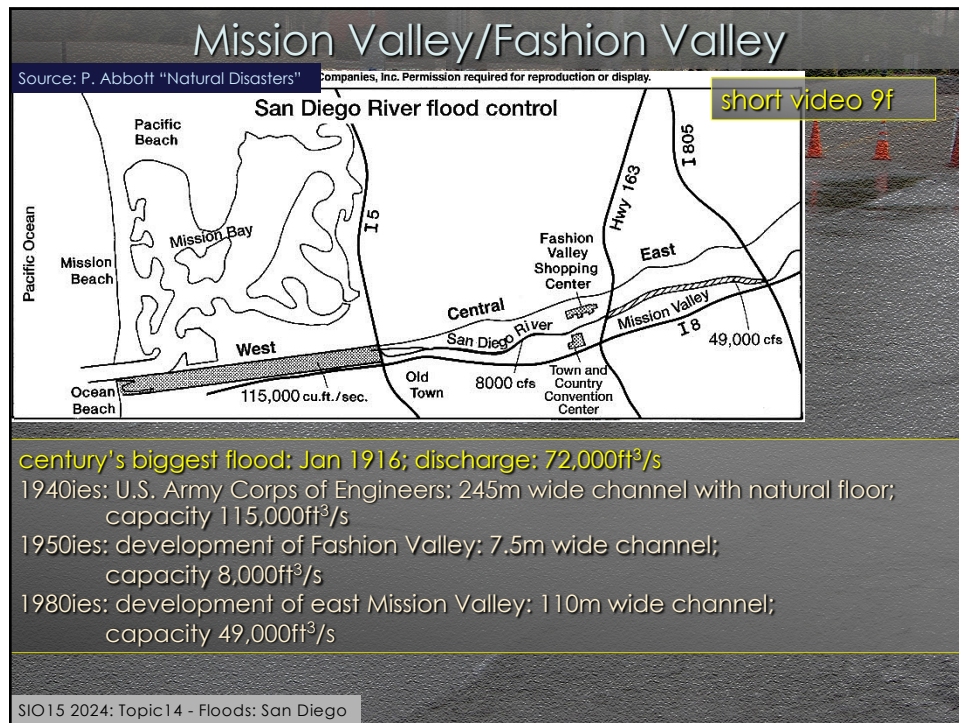 Mission Valley/Fashion Valley
Source: P. Abbott “Natural Disasters”
Companies, Inc. Permission required for reproduction or display.
short video 9f
San Diego River flood control
Pacific
Beach
I 5
Hwy 163
I 805
Pacific Ocean
Mission Bay
Mission
Beach
Fashion
Valley
Shopping
Center
East
Central
San Diego River
Mission Valley
I 8
49,000 cfs
West
Old
Town
8000 cfs
Town and
Country
Convention
Center
Ocean
Beach
115,000 cu.ft./sec.
century’s biggest flood: Jan 1916; discharge: 72,000ft³/s
1940ies: U.S. Army Corps of Engineers: 245m wide channel with natural floor;
capacity 115,000ft³/s
1950ies: development of Fashion Valley: 7.5m wide channel;
capacity 8,000ft³/s
1980ies: development of east Mission Valley: 110m wide channel;
capacity 49,000ft³/s
SIO15 2024: Topic14 - Floods: San Diego